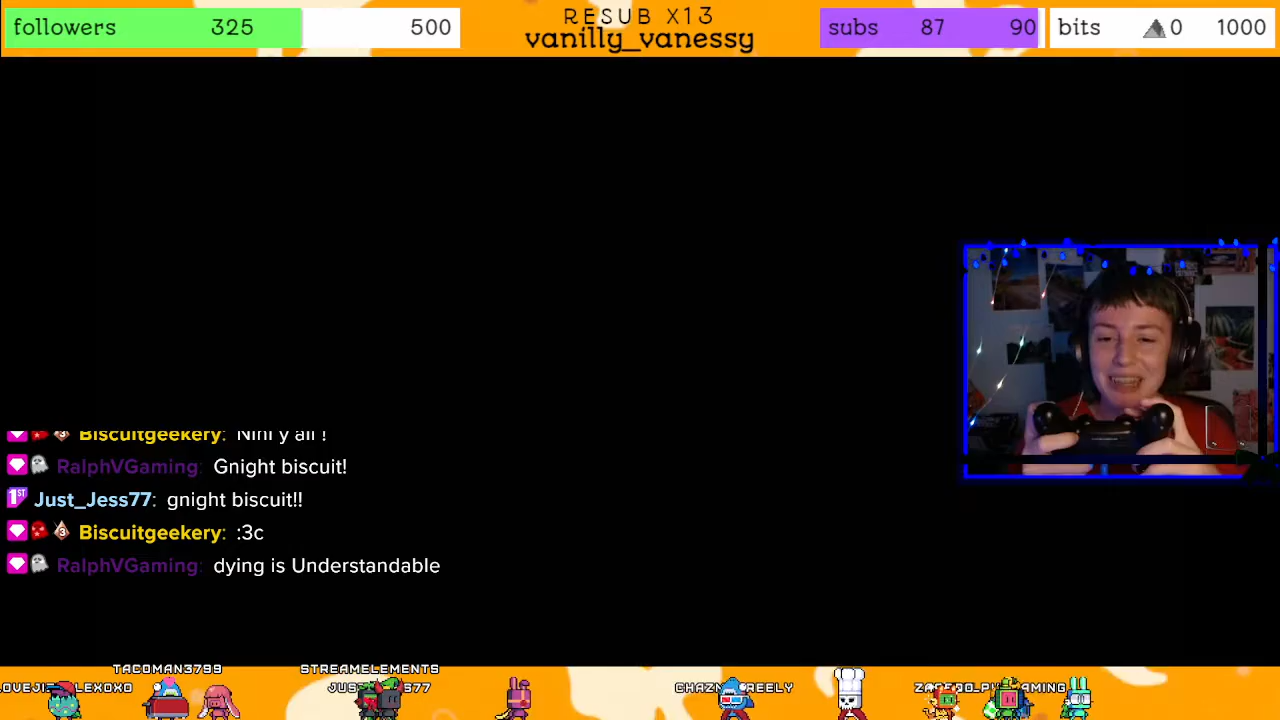 followers 325 500
RESUB X13
vanilly_vanessy
subs 87 90
bits 0 1000
Biscuitgeekery: Nini y'all !
RalphVGaming: Gnight biscuit!
Just_Jess77: gnight biscuit!!
Biscuitgeekery: :3c
RalphVGaming: dying is Understandable
TACOMAN3799
STREAMELEMENTS